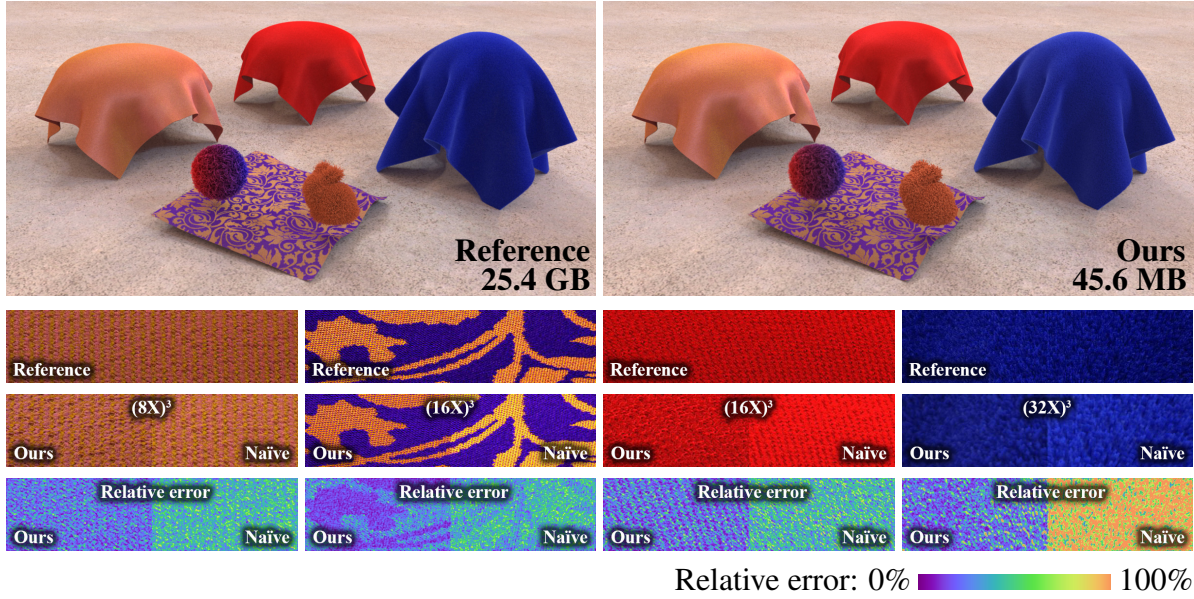 Reference
25.4 GB
Ours
45.6 MB
Reference
Reference
Reference
Reference
(8X)³
Ours
Naïve
(16X)³
Ours
Naïve
(16X)³
Ours
Naïve
(32X)³
Ours
Naïve
Relative error
Ours
Naïve
Relative error
Ours
Naïve
Relative error
Ours
Naïve
Relative error
Ours
Naïve
Relative error: 0% 100%